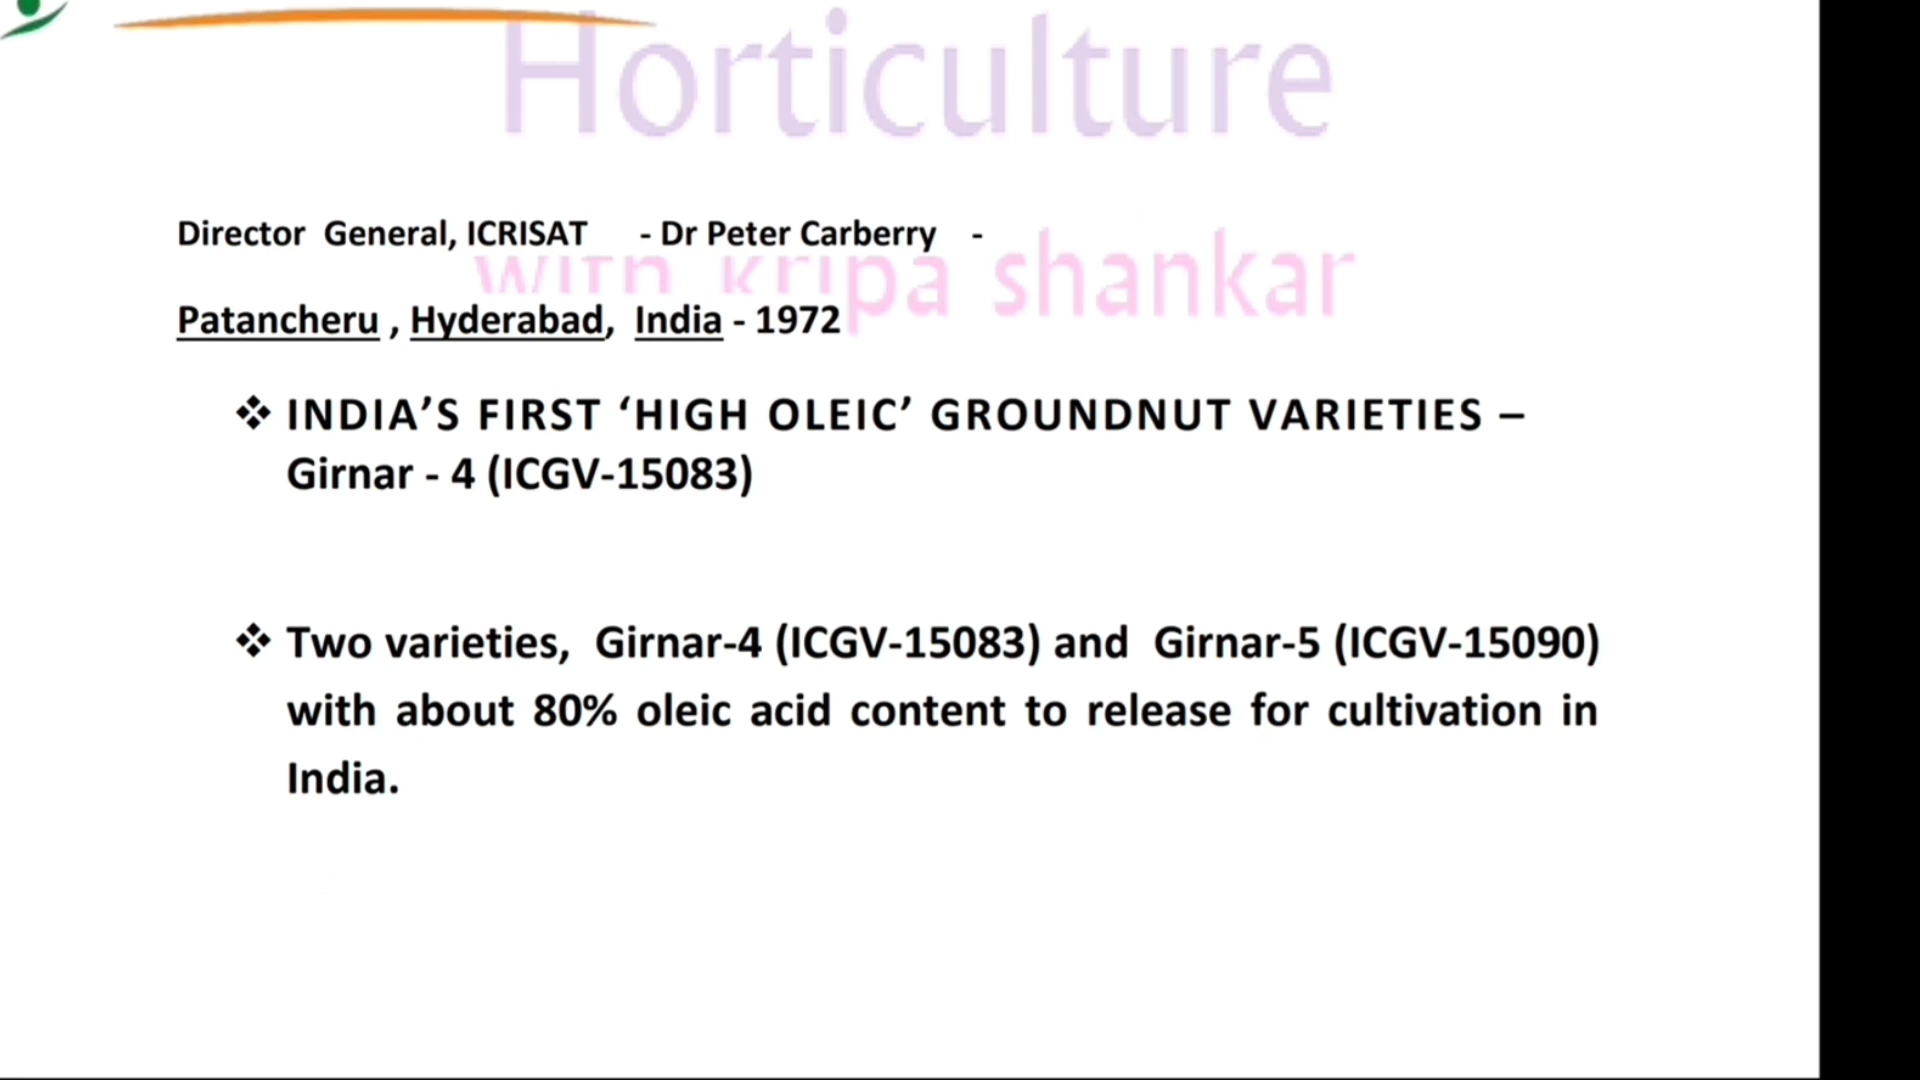 Horticulture
Director General, ICRISAT - Dr Peter Carberry -
with kripa shankar
Patancheru , Hyderabad, India - 1972
❖ INDIA’S FIRST ‘HIGH OLEIC’ GROUNDNUT VARIETIES –
Girnar - 4 (ICGV-15083)
❖ Two varieties, Girnar-4 (ICGV-15083) and Girnar-5 (ICGV-15090)
with about 80% oleic acid content to release for cultivation in
India.